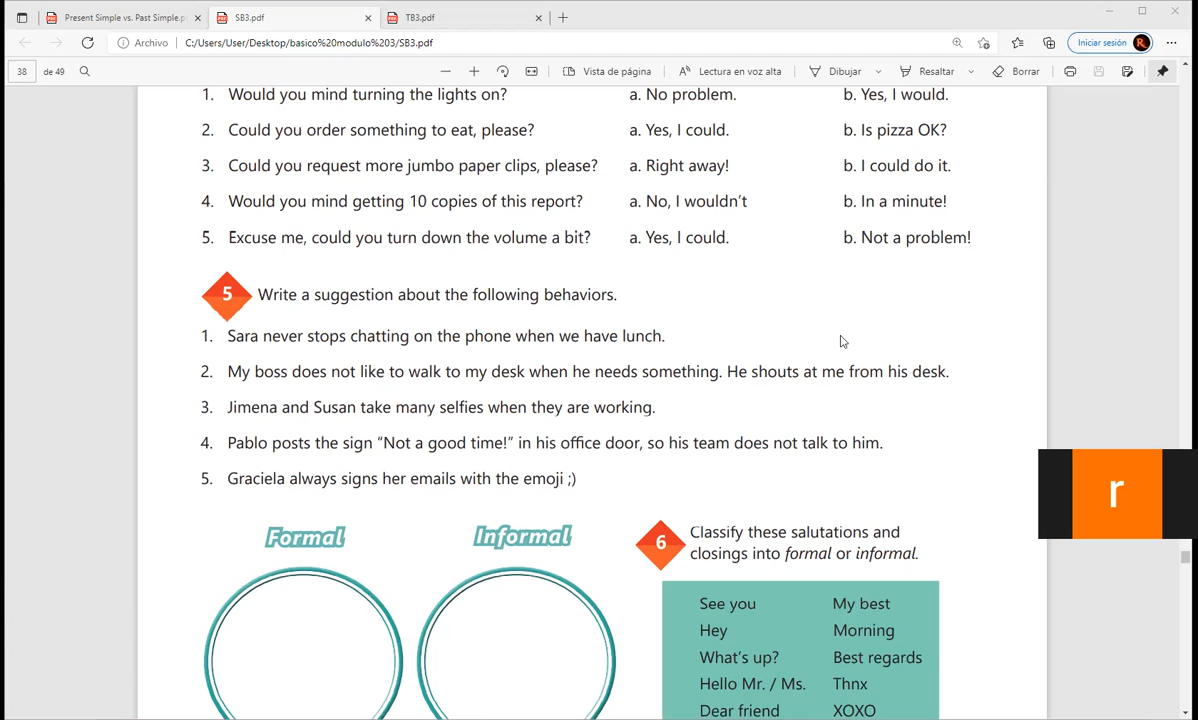 Present Simple vs. Past Simple.p
SB3.pdf
TB3.pdf
Archivo
C:/Users/User/Desktop/basico%20modulo%203/SB3.pdf
Iniciar sesión
38
de 49
Vista de página
Lectura en voz alta
Dibujar
Resaltar
Borrar
1. Would you mind turning the lights on? a. No problem. b. Yes, I would.
2. Could you order something to eat, please? a. Yes, I could. b. Is pizza OK?
3. Could you request more jumbo paper clips, please? a. Right away! b. I could do it.
4. Would you mind getting 10 copies of this report? a. No, I wouldn't b. In a minute!
5. Excuse me, could you turn down the volume a bit? a. Yes, I could. b. Not a problem!
5 Write a suggestion about the following behaviors.
1. Sara never stops chatting on the phone when we have lunch.
2. My boss does not like to walk to my desk when he needs something. He shouts at me from his desk.
3. Jimena and Susan take many selfies when they are working.
4. Pablo posts the sign “Not a good time!” in his office door, so his team does not talk to him.
5. Graciela always signs her emails with the emoji ;)
r
Formal
Informal
6 Classify these salutations and
closings into formal or informal.
See you My best
Hey Morning
What's up? Best regards
Hello Mr. / Ms. Thnx
Dear friend XOXO